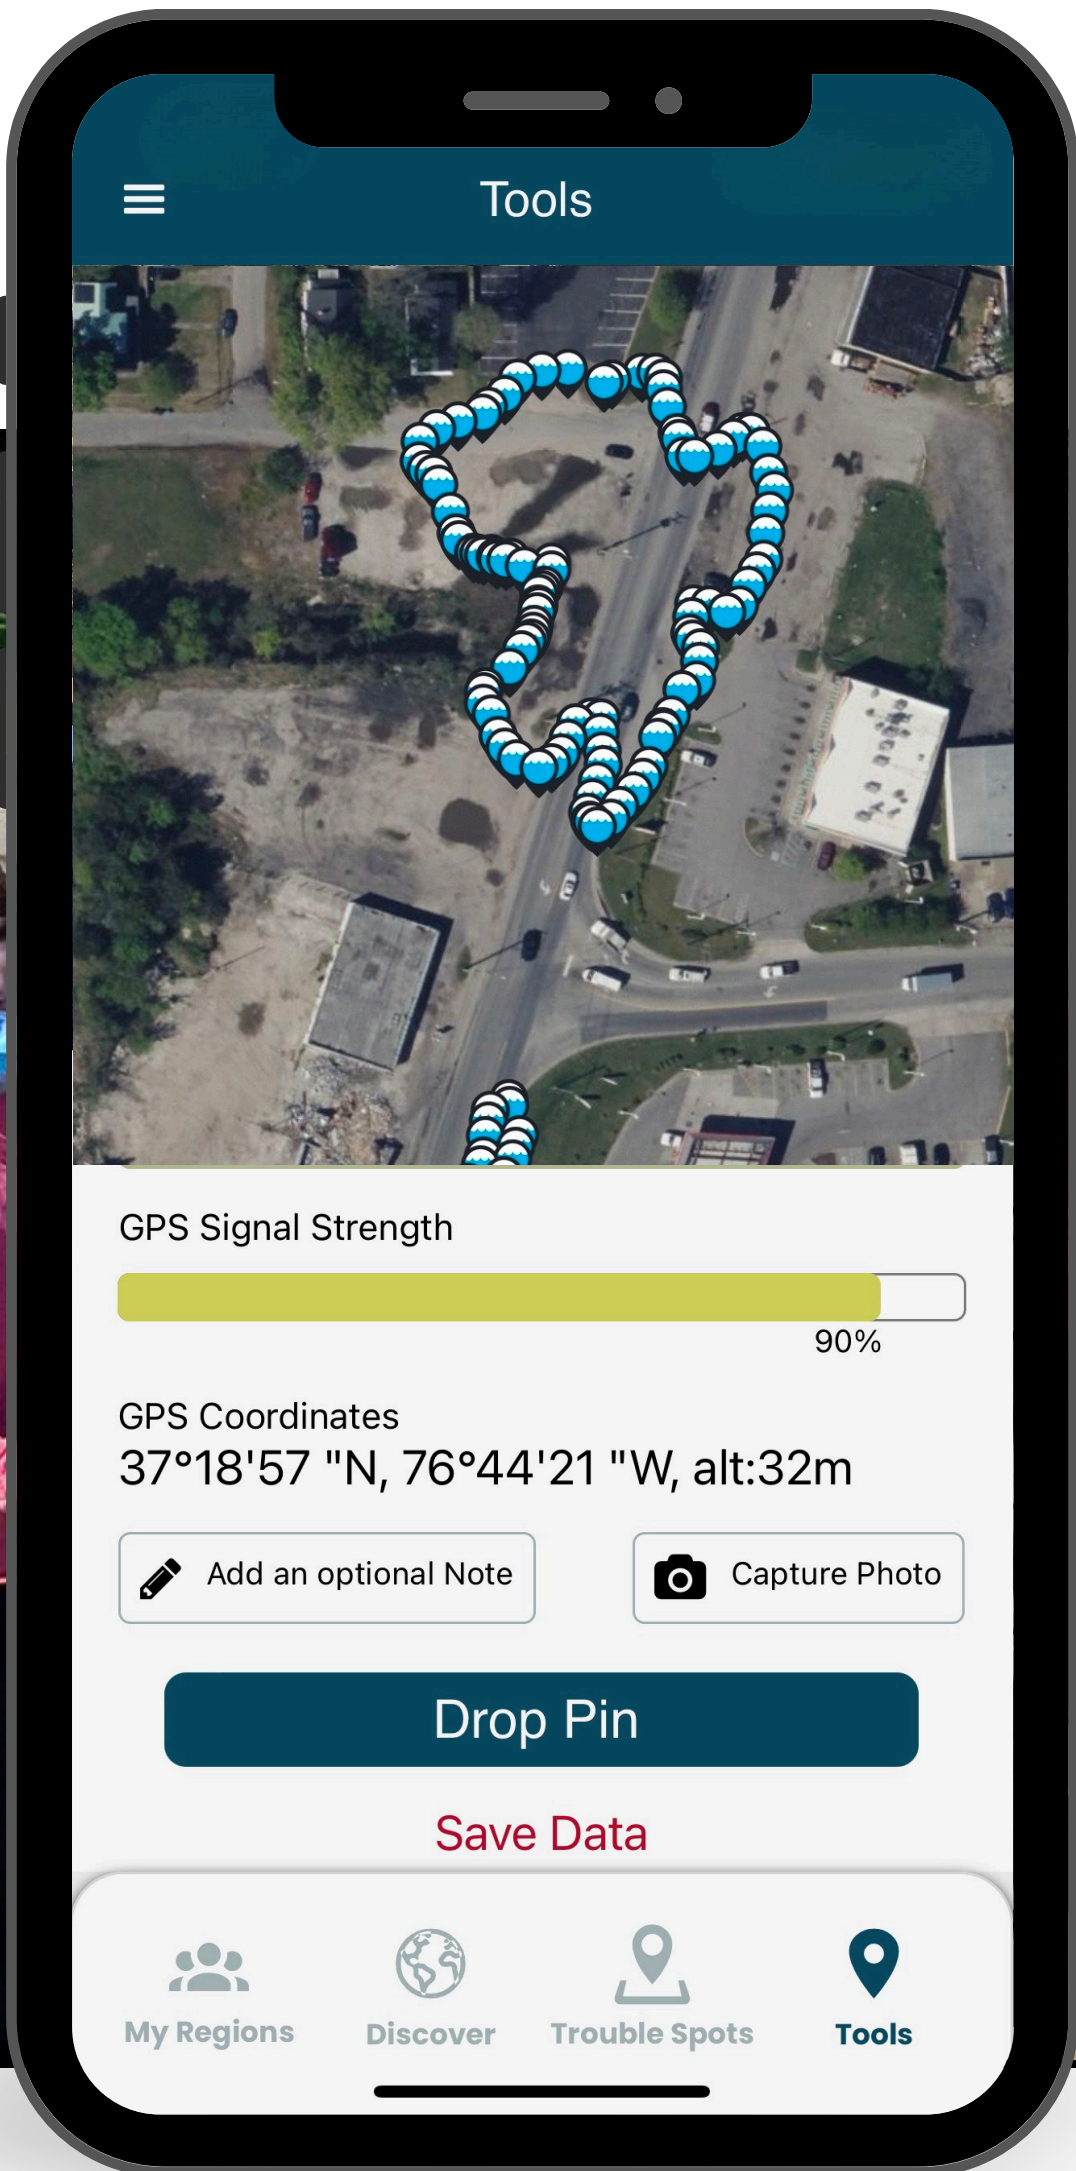 Tools
GPS Signal Strength
90%
GPS Coordinates
37°18'57 "N, 76°44'21 "W, alt:32m
Add an optional Note
Capture Photo
Drop Pin
Save Data
My Regions
Discover
Trouble Spots
Tools